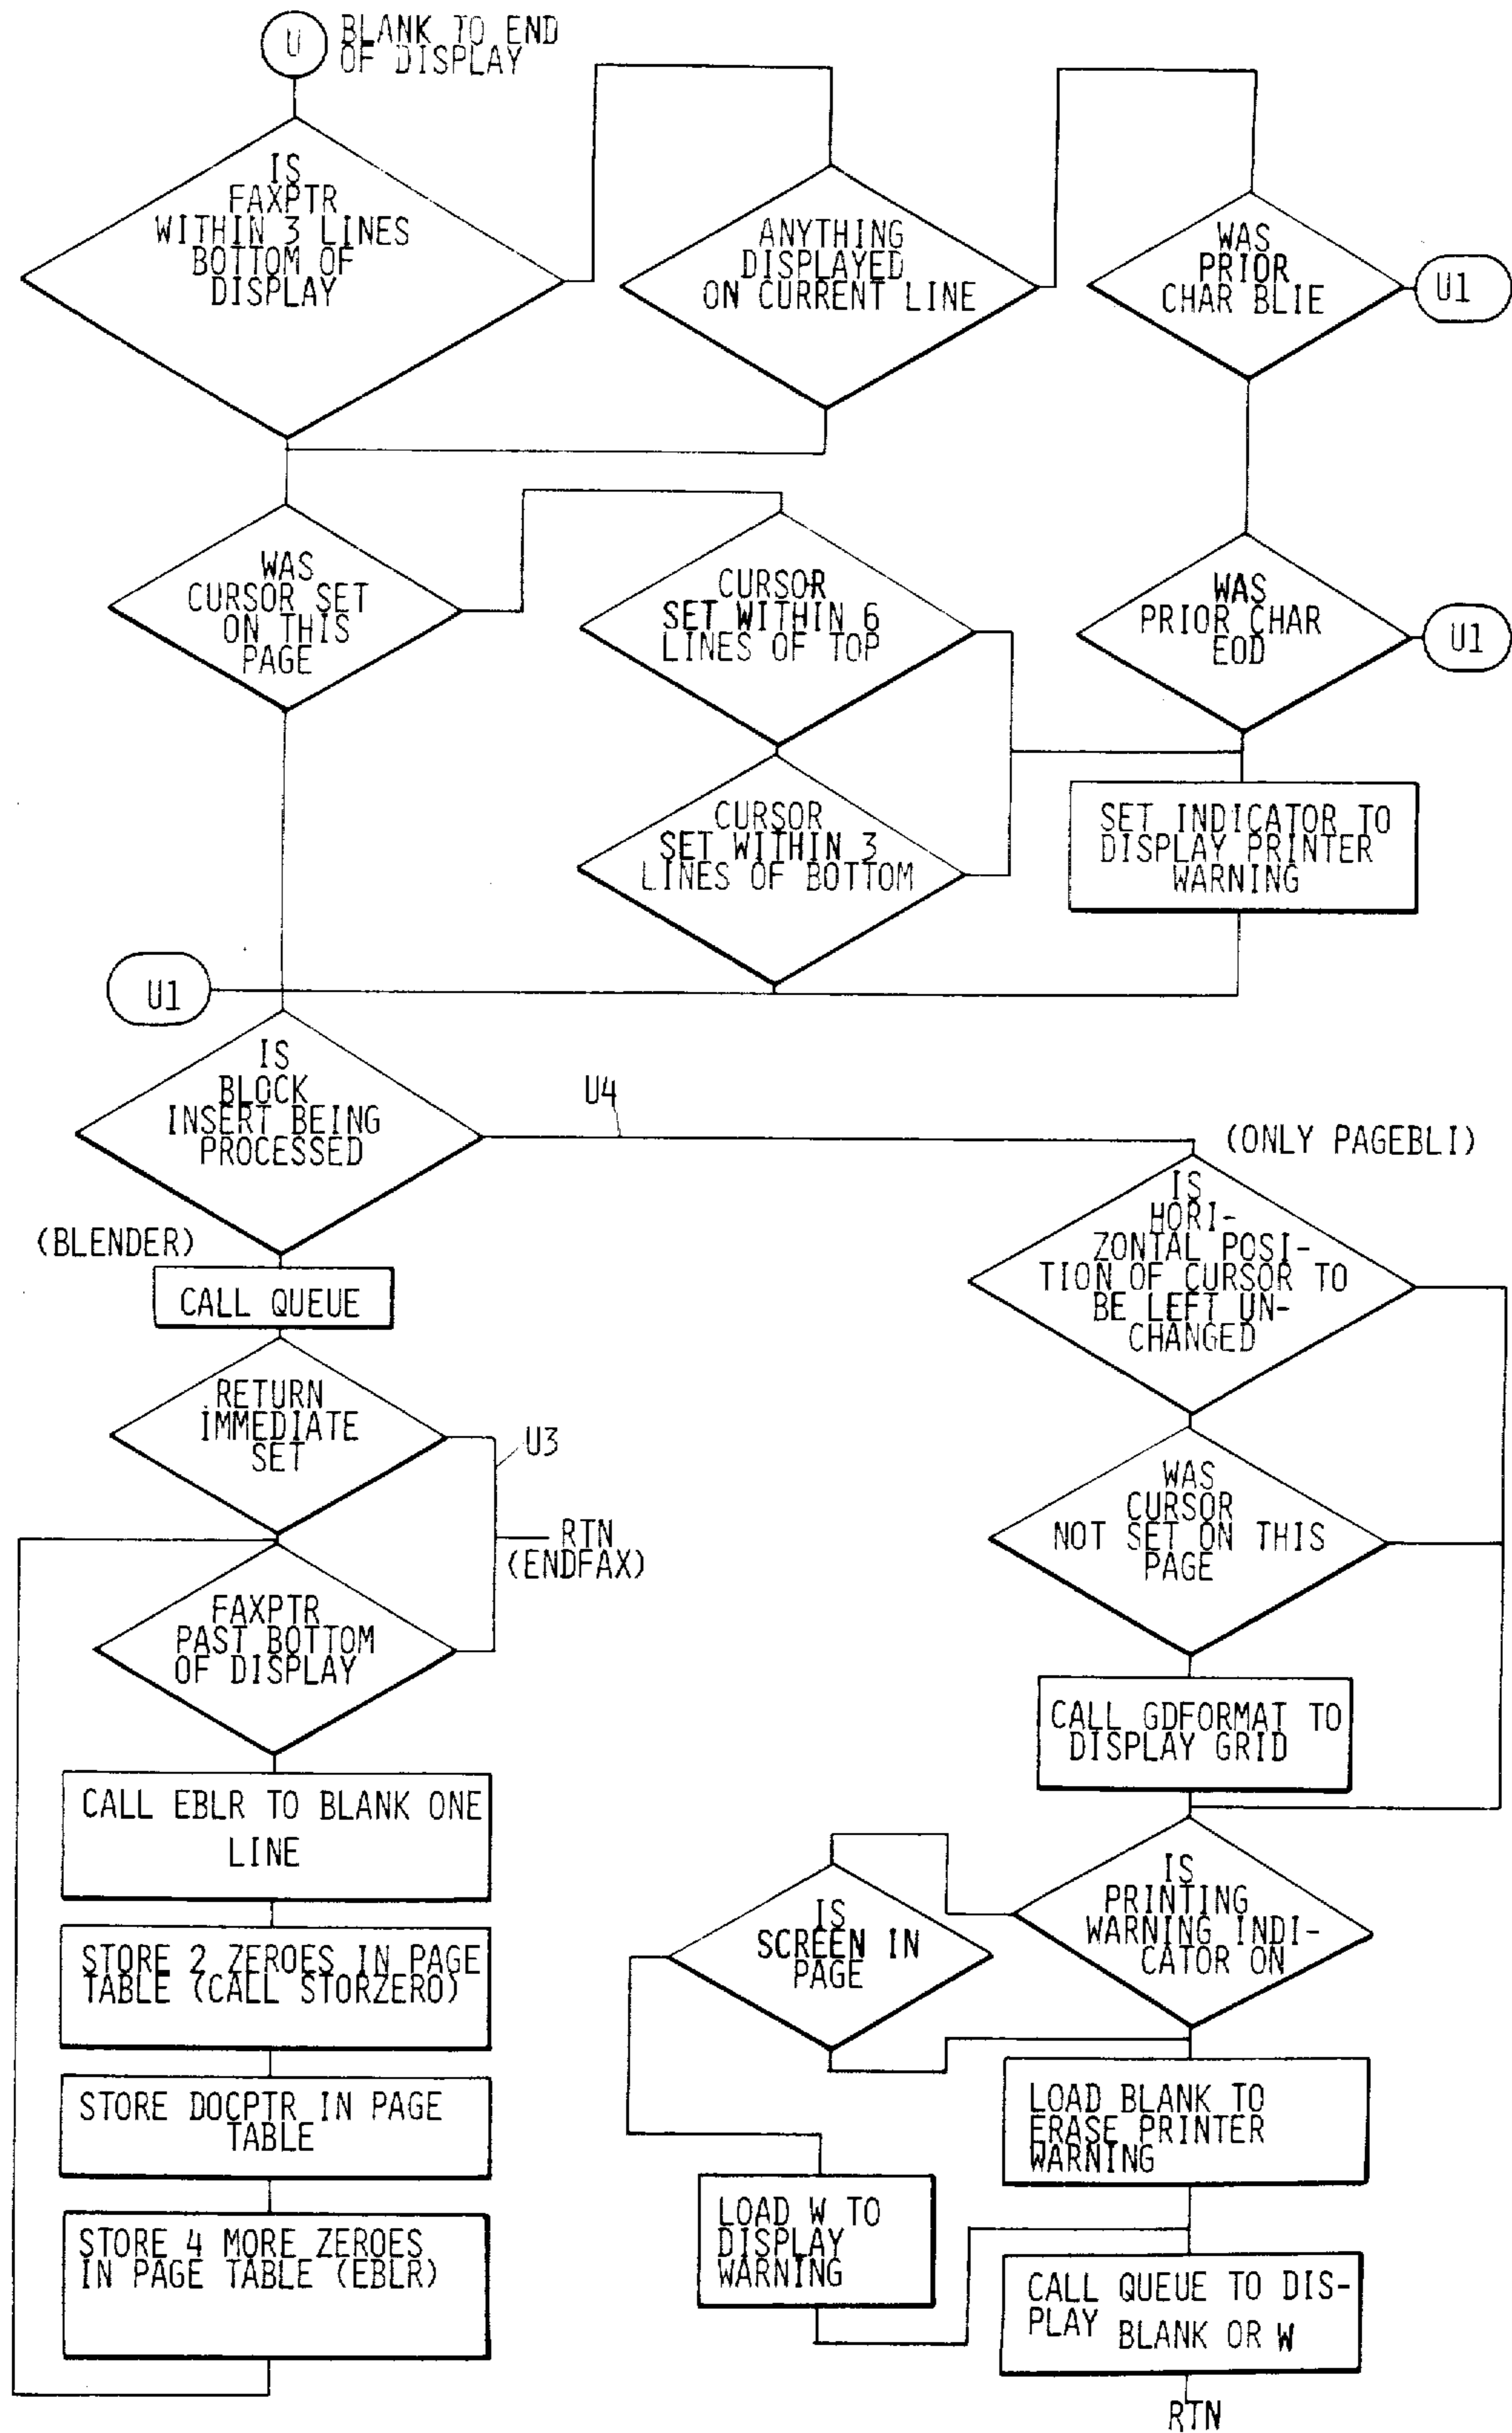 U
BLANK TO END
OF DISPLAY
IS
FAXPTR
WITHIN 3 LINES
BOTTOM OF
DISPLAY
ANYTHING
DISPLAYED
ON CURRENT LINE
WAS
PRIOR
CHAR BLIE
U1
WAS
CURSOR SET
ON THIS
PAGE
CURSOR
SET WITHIN 6
LINES OF TOP
WAS
PRIOR CHAR
EOD
U1
CURSOR
SET WITHIN 3
LINES OF BOTTOM
SET INDICATOR TO
DISPLAY PRINTER
WARNING
U1
IS
BLOCK
INSERT BEING
PROCESSED
U4
(ONLY PAGEBLI)
(BLENDER)
CALL QUEUE
IS
HORI-
ZONTAL POSI-
TION OF CURSOR TO
BE LEFT UN-
CHANGED
RETURN
IMMEDIATE
SET
U3
RTN
(ENDFAX)
WAS
CURSOR
NOT SET ON THIS
PAGE
FAXPTR
PAST BOTTOM
OF DISPLAY
CALL GDFORMAT TO
DISPLAY GRID
CALL EBLR TO BLANK ONE
LINE
IS
PRINTING
WARNING INDI-
CATOR ON
IS
SCREEN IN
PAGE
STORE 2 ZEROES IN PAGE
TABLE (CALL STORZERO)
LOAD BLANK TO
ERASE PRINTER
WARNING
STORE DOCPTR IN PAGE
TABLE
LOAD W TO
DISPLAY
WARNING
STORE 4 MORE ZEROES
IN PAGE TABLE (EBLR)
CALL QUEUE TO DIS-
PLAY BLANK OR W
RTN